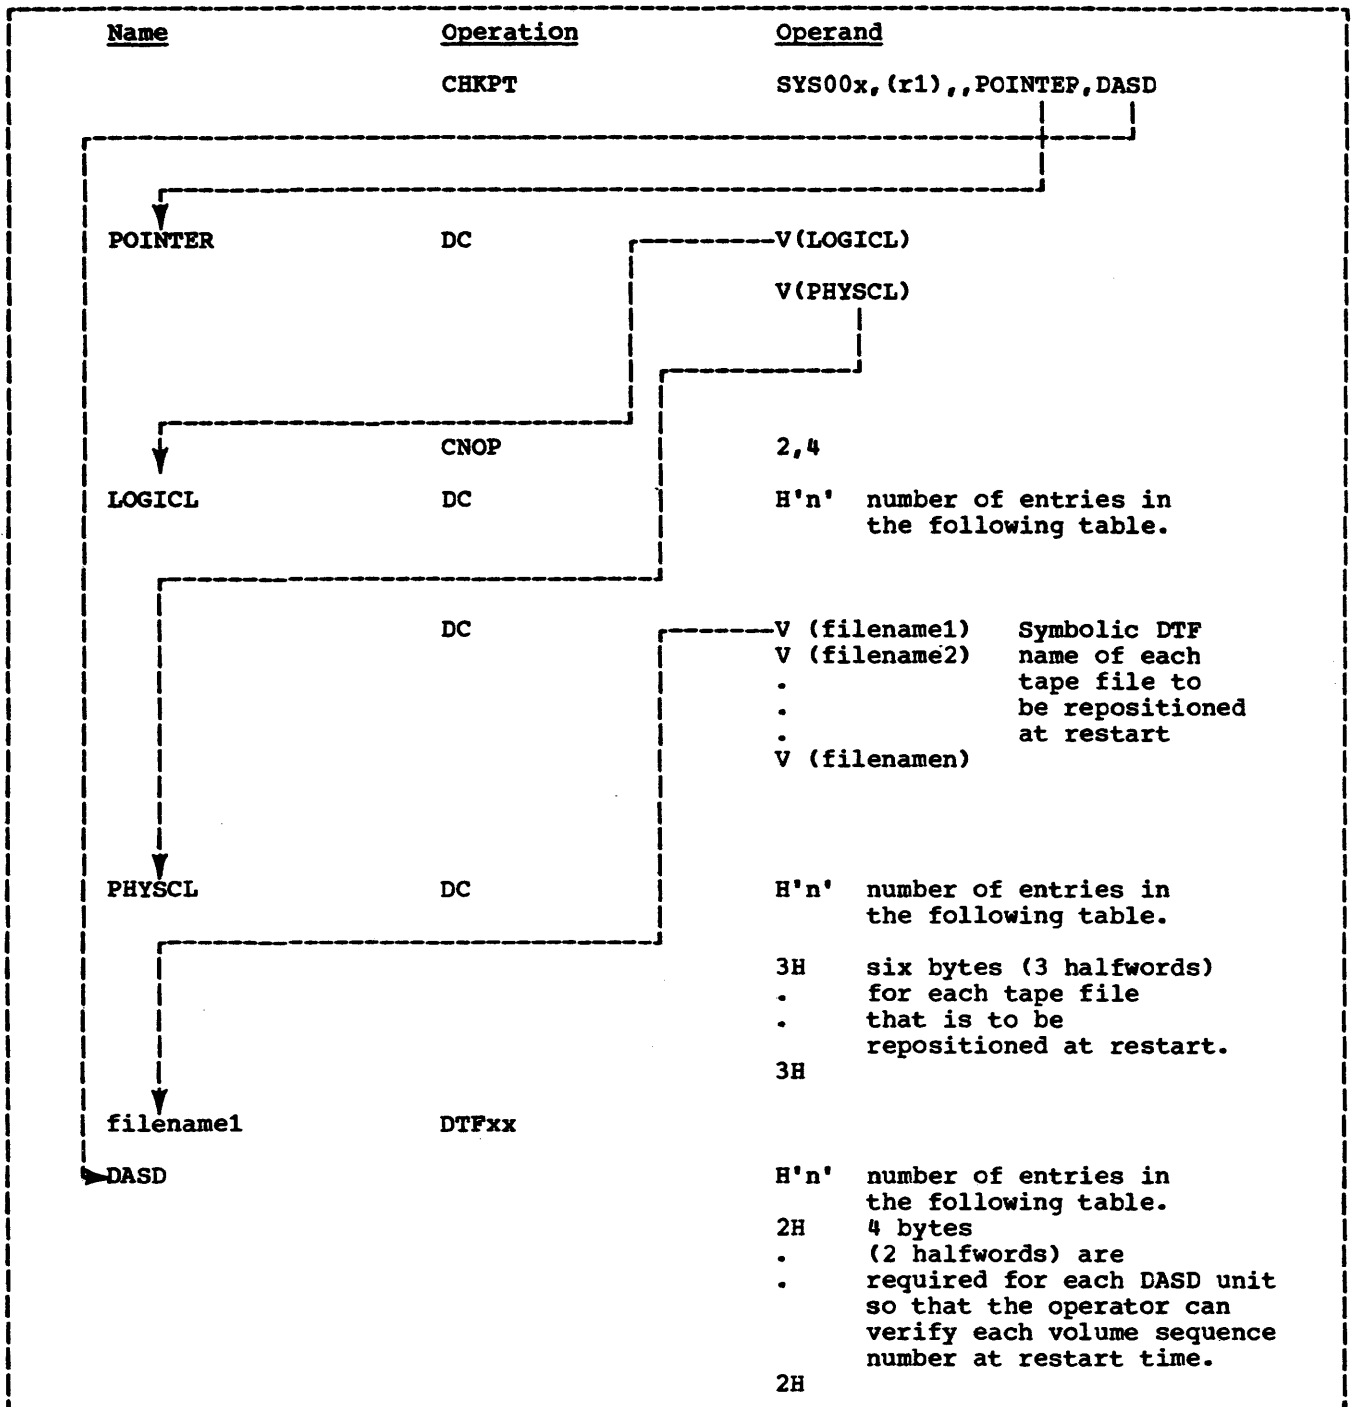 Name Operation Operand
CHKPT SYS00x,(r1),,POINTEP,DASD
POINTER DC V(LOGICL)
V(PHYSCL)
CNOP 2,4
LOGICL DC H'n' number of entries in
the following table.
DC V (filename1) Symbolic DTF
V (filename2) name of each
. tape file to
. be repositioned
. at restart
V (filenamen)
PHYSCL DC H'n' number of entries in
the following table.
3H six bytes (3 halfwords)
. for each tape file
. that is to be
repositioned at restart.
3H
filename1 DTFxx
DASD H'n' number of entries in
the following table.
2H 4 bytes
. (2 halfwords) are
. required for each DASD unit
so that the operator can
verify each volume sequence
number at restart time.
2H